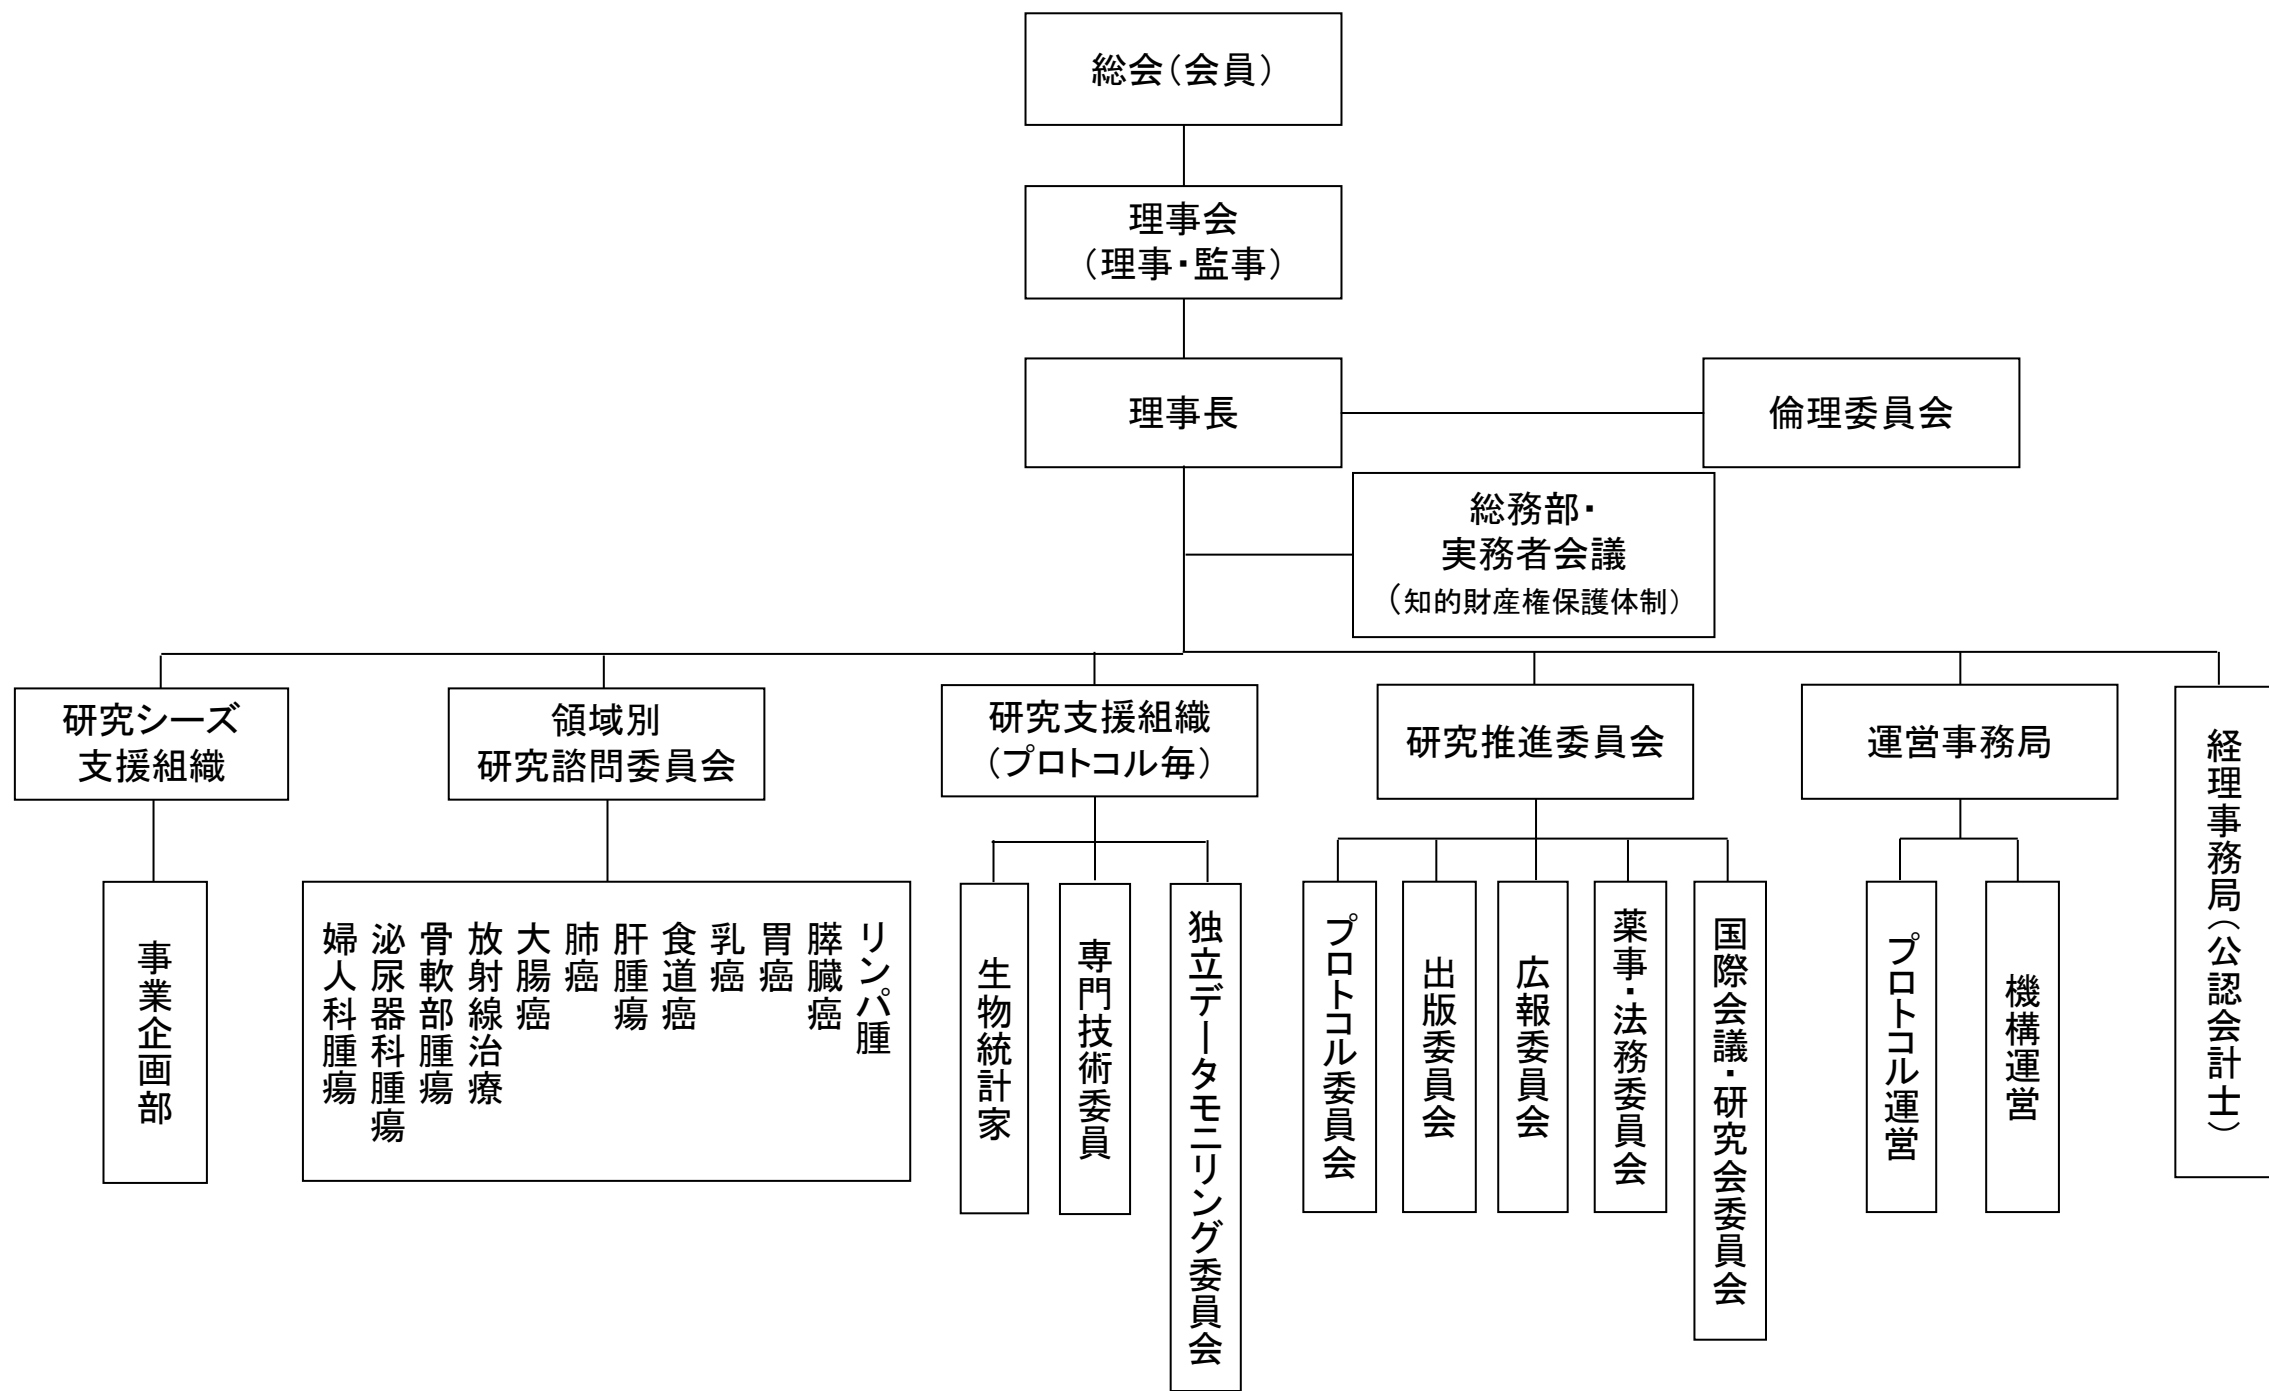 総会（会員）
理事会
（理事・監事）
理事長
倫理委員会
総務部・
実務者会議
（知的財産権保護体制）
研究シーズ
支援組織
領域別
研究諮問委員会
研究支援組織
（プロトコル毎）
研究推進委員会
運営事務局
経理事務局（公認会計士）
事業企画部
婦人科腫瘍
泌尿器科腫瘍
骨軟部腫瘍
放射線治療
大腸癌
肺癌
肝腫瘍
食道癌
乳癌
胃癌
膵臓癌
リンパ腫
生物統計家
専門技術委員
独立データモニリング委員会
プロトコル委員会
出版委員会
広報委員会
薬事・法務委員会
国際会議・研究会委員会
プロトコル運営
機構運営